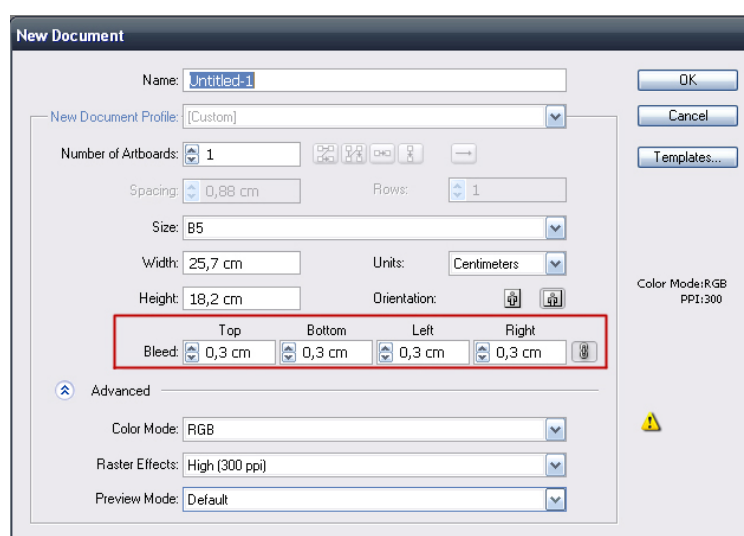 New Document
Name: Untitled-1
OK
New Document Profile: [Custom]
Cancel
Number of Artboards: 1
Templates...
Spacing: 0,88 cm Rows: 1
Size: B5
Width: 25,7 cm Units: Centimeters
Color Mode:RGB
PPI:300
Height: 18,2 cm Orientation:
Top Bottom Left Right
Bleed: 0,3 cm 0,3 cm 0,3 cm 0,3 cm
Advanced
Color Mode: RGB
Raster Effects: High (300 ppi)
Preview Mode: Default